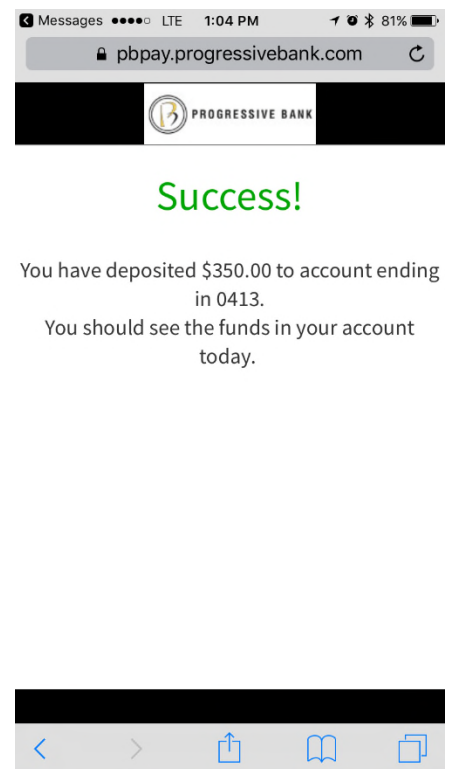 Messages LTE 1:04 PM 81%
pbpay.progressivebank.com
PROGRESSIVE BANK
Success!
You have deposited $350.00 to account ending
in 0413.
You should see the funds in your account
today.